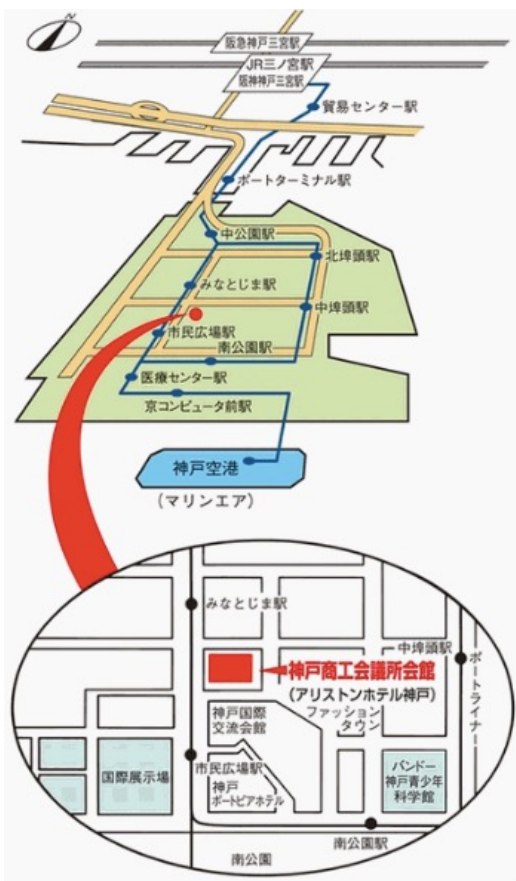 阪急神戸三宮駅
JR三ノ宮駅
阪神神戸三宮駅
貿易センター駅
ポートターミナル駅
中公園駅
北埠頭駅
みなとじま駅
中埠頭駅
市民広場駅
南公園駅
医療センター駅
京コンピュータ前駅
神戸空港
(マリンエア)
みなとじま駅
中埠頭駅
ポートライナー
神戸商工会議所会館
(アリストンホテル神戸)
神戸国際
交流会館
ファッション
タウン
国際展示場
市民広場駅
神戸
ポートピアホテル
バンドー
神戸青少年
科学館
南公園駅
南公園